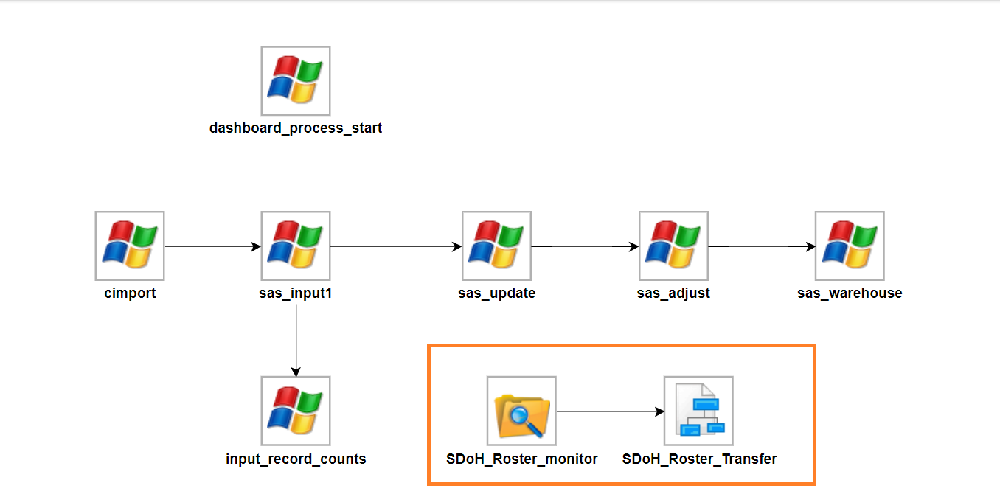 dashboard_process_start
cimport
sas_input1
sas_update
sas_adjust
sas_warehouse
input_record_counts
SDoH_Roster_monitor
SDoH_Roster_Transfer